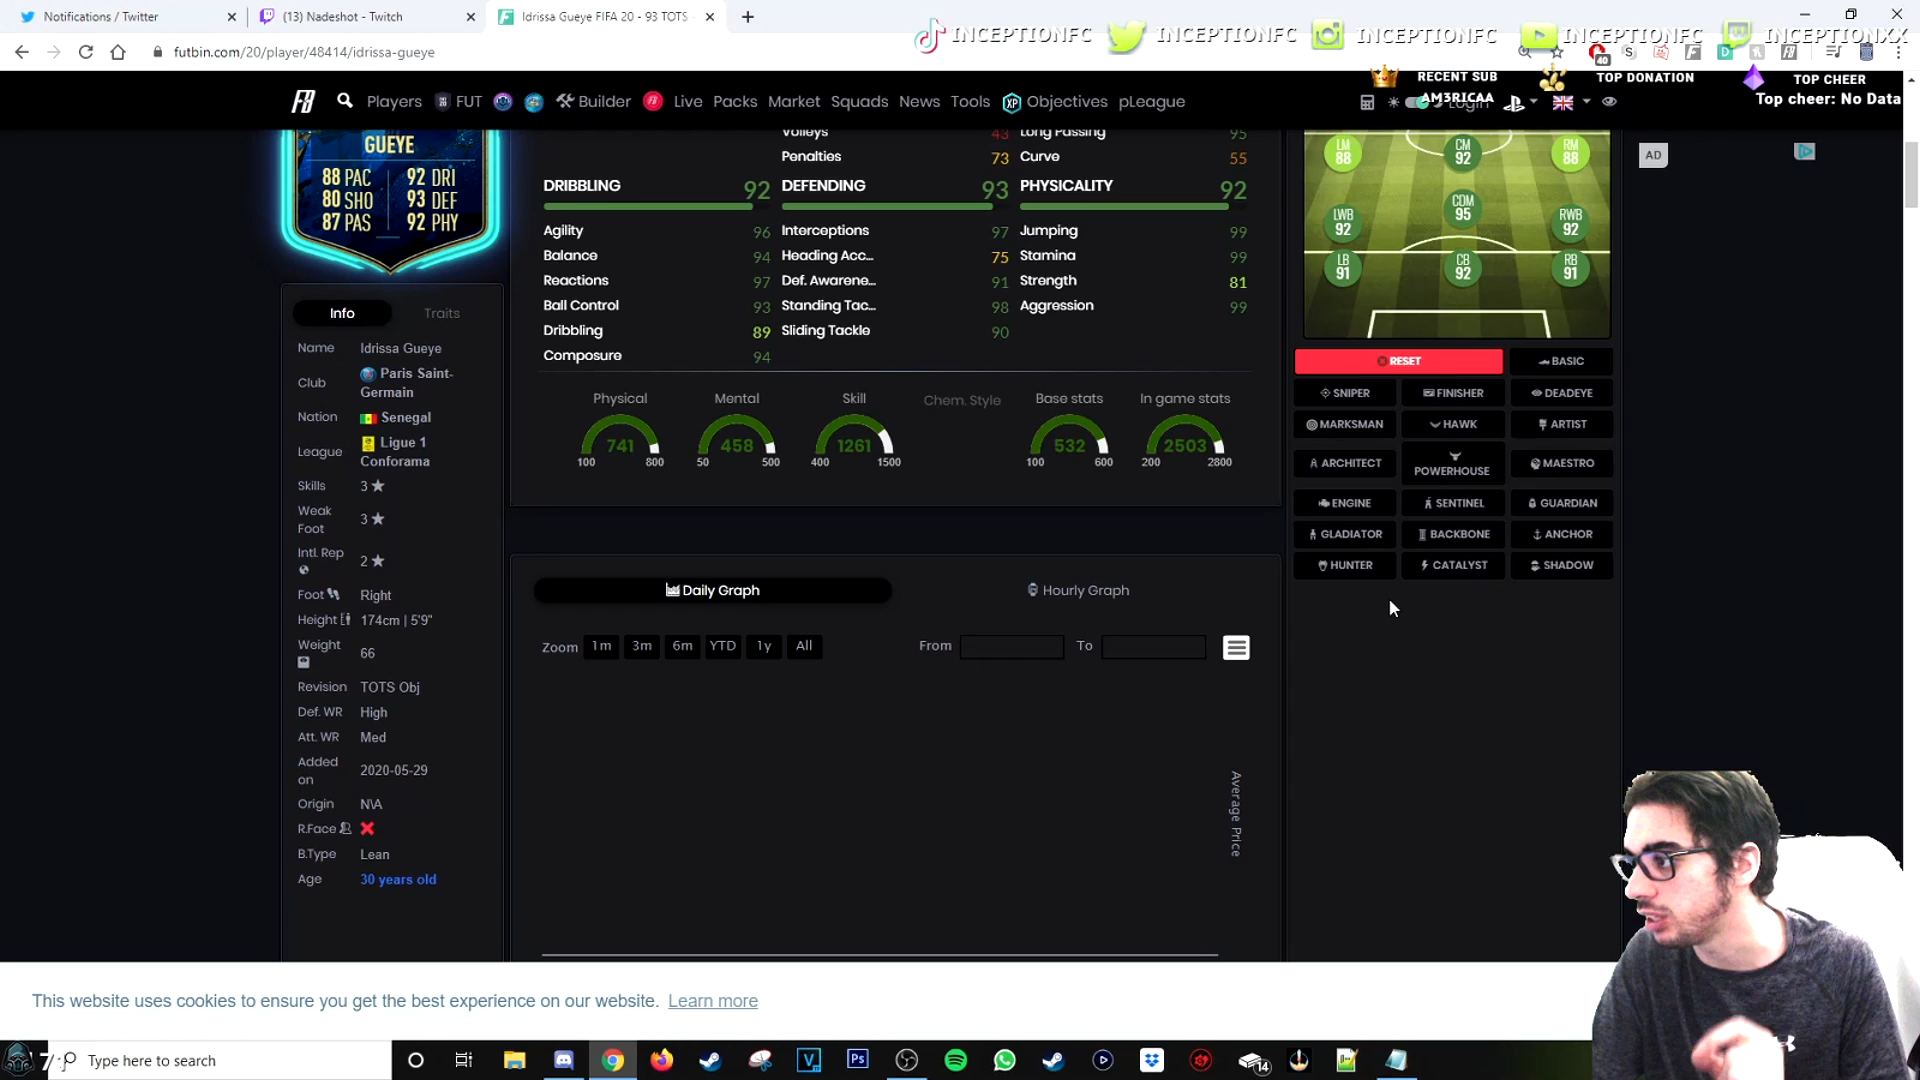 Notifications / Twitter
(13) Nadeshot - Twitch
Idrissa Gueye FIFA 20 - 93 TOTS
futbin.com/20/player/48414/idrissa-gueye
INCEPTIONFC INCEPTIONFC INCEPTIONFC INCEPTIONFC INCEPTIONXX
40
Players FUT Builder Live Packs Market Squads News Tools XP Objectives pLeague
Login
RECENT SUB
AM3RICAA
TOP DONATION
TOP CHEER
Top cheer: No Data
GUEYE
88 PAC 92 DRI
80 SHO 93 DEF
87 PAS 92 PHY
Volleys 43 Long Passing 95
Penalties 73 Curve 55
DRIBBLING 92 DEFENDING 93 PHYSICALITY 92
Agility 96 Interceptions 97 Jumping 99
Balance 94 Heading Acc... 75 Stamina 99
Reactions 97 Def. Awarene... 91 Strength 81
Ball Control 93 Standing Tac... 98 Aggression 99
Dribbling 89 Sliding Tackle 90
Composure 94
Physical Mental Skill Chem. Style Base stats In game stats
741 458 1261 532 2503
100 800 50 500 400 1500 100 600 200 2800
LM 88 CM 92 RM 88
LWB 92 CDM 95 RWB 92
LB 91 CB 92 RB 91
AD
RESET BASIC
SNIPER FINISHER DEADEYE
MARKSMAN HAWK ARTIST
ARCHITECT POWERHOUSE MAESTRO
ENGINE SENTINEL GUARDIAN
GLADIATOR BACKBONE ANCHOR
HUNTER CATALYST SHADOW
Info Traits
Name Idrissa Gueye
Club Paris Saint-Germain
Nation Senegal
League Ligue 1 Conforama
Skills 3
Weak Foot 3
Intl. Rep 2
Foot Right
Height 174cm | 5'9"
Weight 66
Revision TOTS Obj
Def. WR High
Att. WR Med
Added on 2020-05-29
Origin N\A
R.Face
B.Type Lean
Age 30 years old
Daily Graph Hourly Graph
Zoom 1m 3m 6m YTD 1y All From To
Average Price
This website uses cookies to ensure you get the best experience on our website. Learn more
Type here to search
14